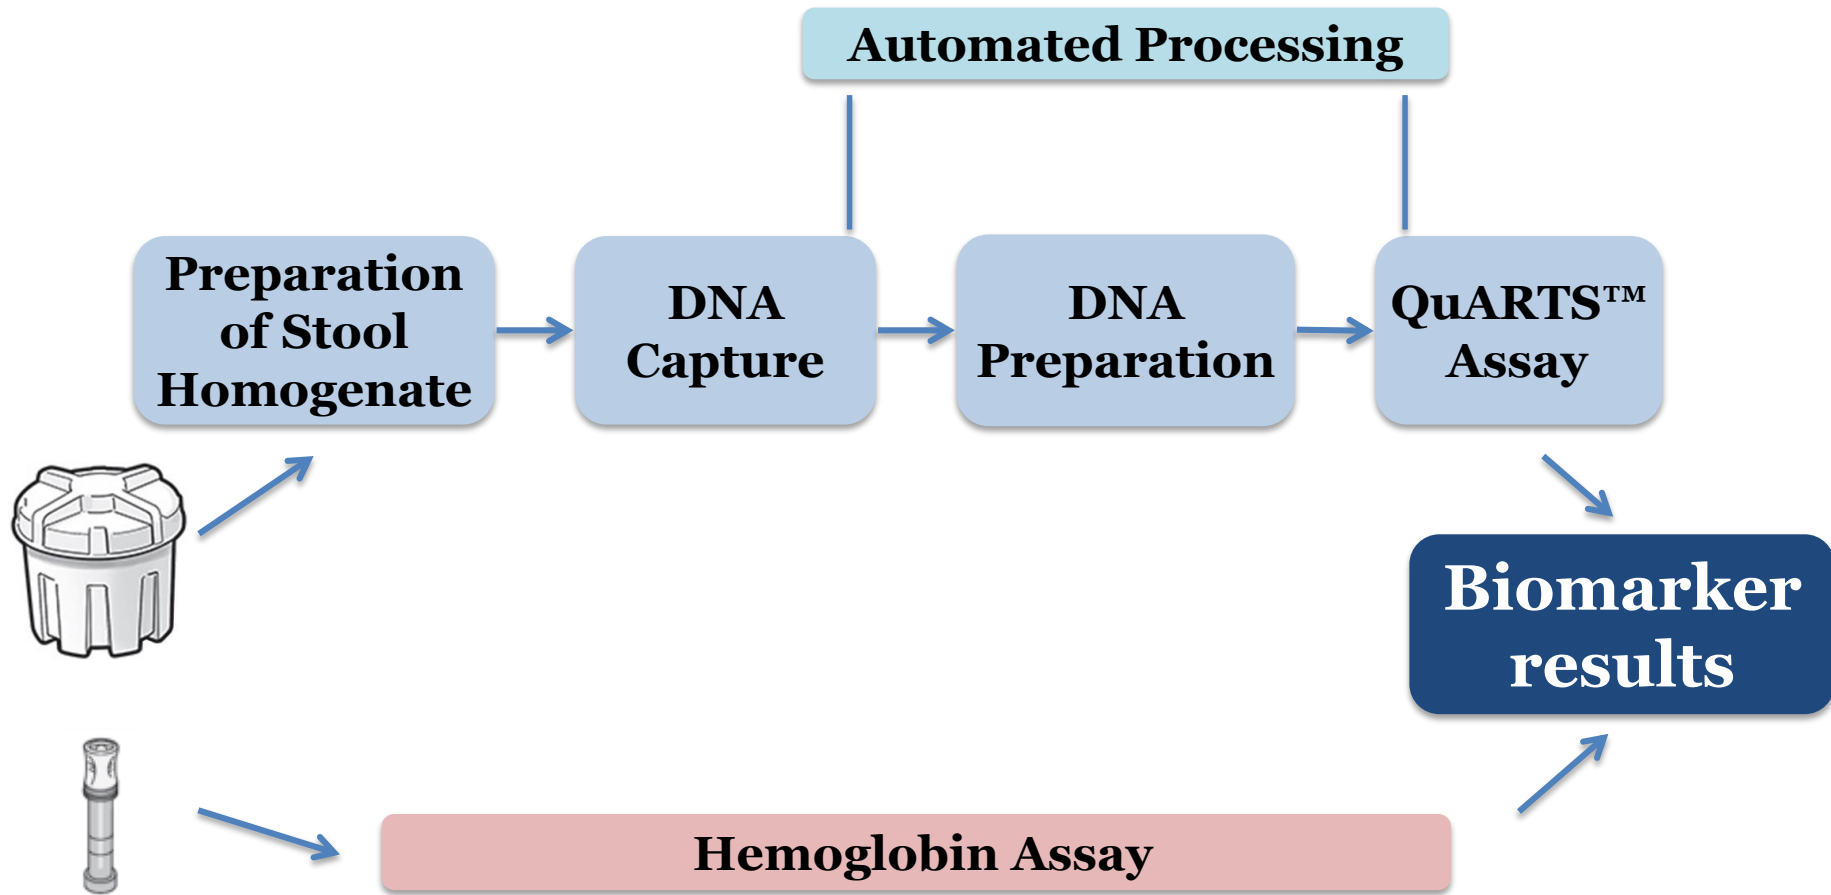 Automated Processing
Preparation
of Stool
Homogenate
DNA
Capture
DNA
Preparation
QuARTS™
Assay
Biomarker
results
Hemoglobin Assay